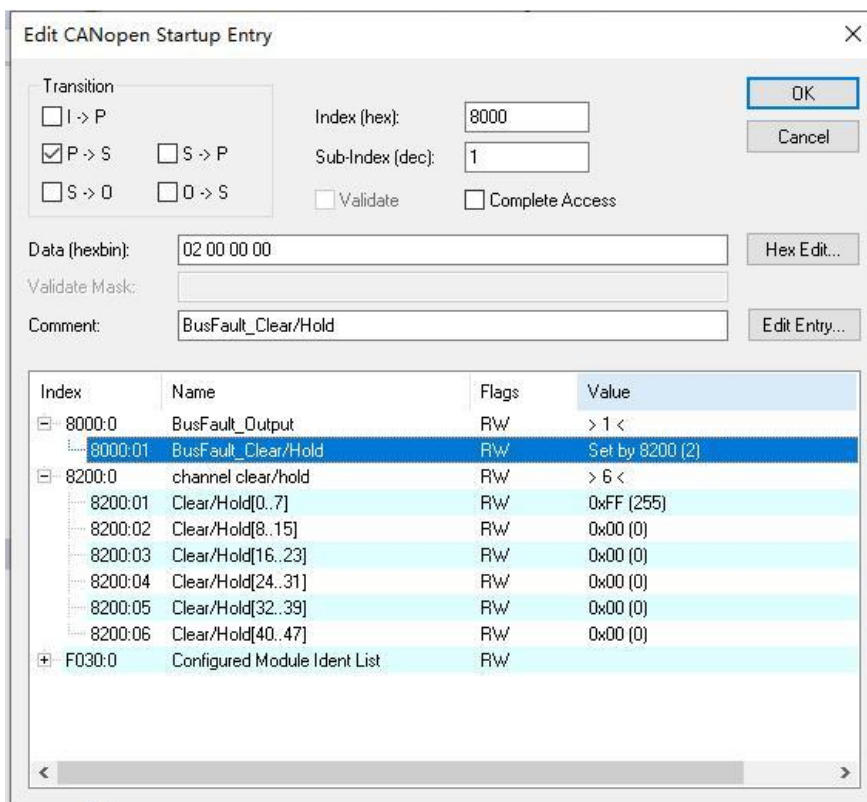 Edit CANopen Startup Entry
Transition
I -> P
P -> S
S -> P
S -> O
O -> S
Index (hex):
8000
Sub-Index (dec):
1
Validate
Complete Access
OK
Cancel
Data (hexbin):
02 00 00 00
Hex Edit...
Validate Mask:
Comment:
BusFault_Clear/Hold
Edit Entry...
Index Name Flags Value
8000:0 BusFault_Output RW > 1 <
8000:01 BusFault_Clear/Hold RW Set by 8200 (2)
8200:0 channel clear/hold RW > 6 <
8200:01 Clear/Hold[0..7] RW 0xFF (255)
8200:02 Clear/Hold[8..15] RW 0x00 (0)
8200:03 Clear/Hold[16..23] RW 0x00 (0)
8200:04 Clear/Hold[24..31] RW 0x00 (0)
8200:05 Clear/Hold[32..39] RW 0x00 (0)
8200:06 Clear/Hold[40..47] RW 0x00 (0)
F030:0 Configured Module Ident List RW